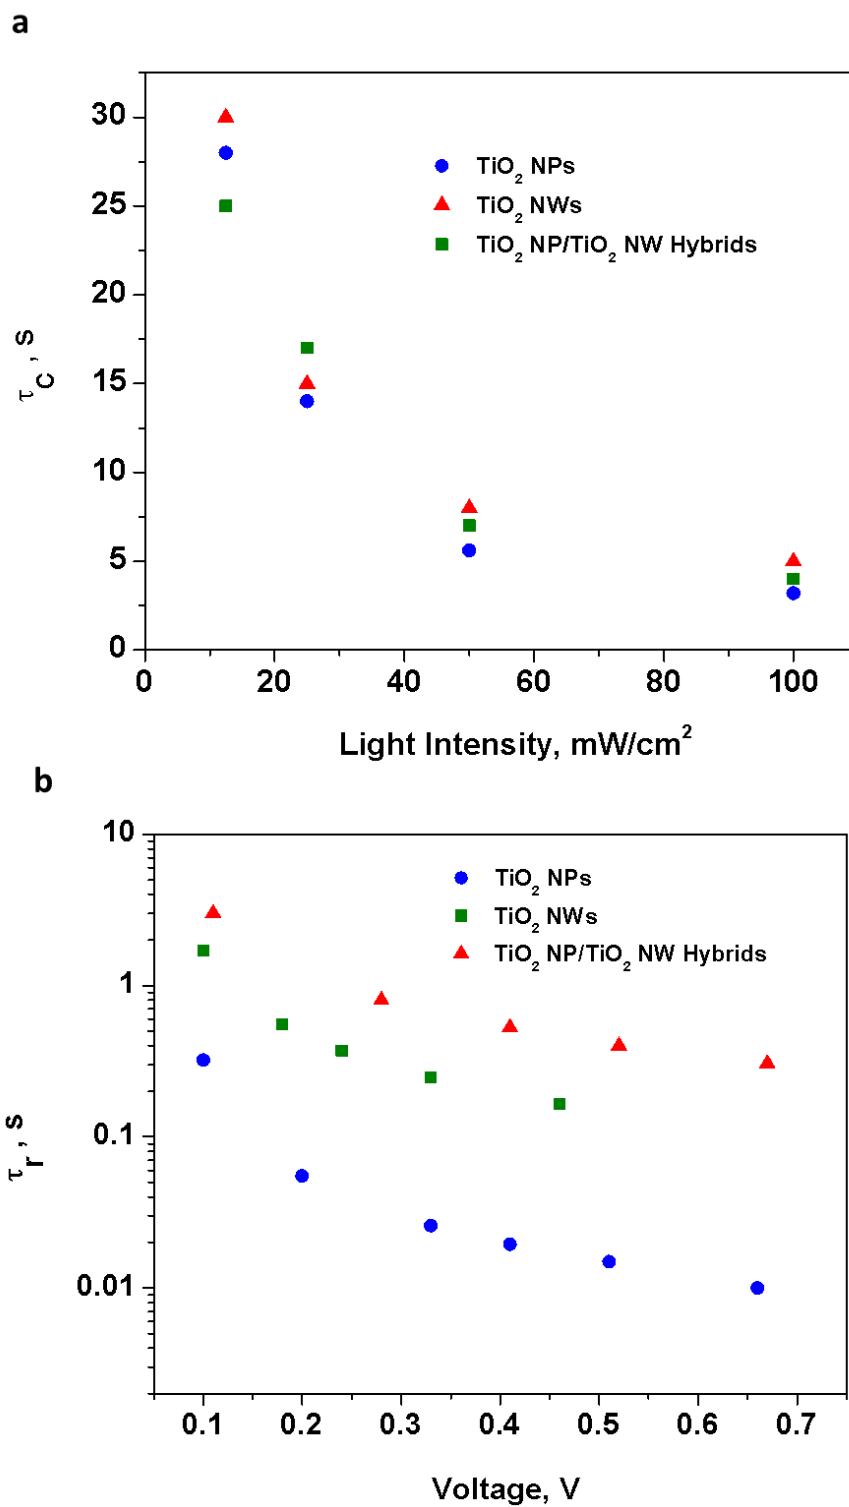 a
30
25
20
15
10
5
0
τc , s
TiO2 NPs
TiO2 NWs
TiO2 NP/TiO2 NW Hybrids
0 20 40 60 80 100
Light Intensity, mW/cm2
b
10
1
0.1
0.01
τr , s
TiO2 NPs
TiO2 NWs
TiO2 NP/TiO2 NW Hybrids
0.1 0.2 0.3 0.4 0.5 0.6 0.7
Voltage, V